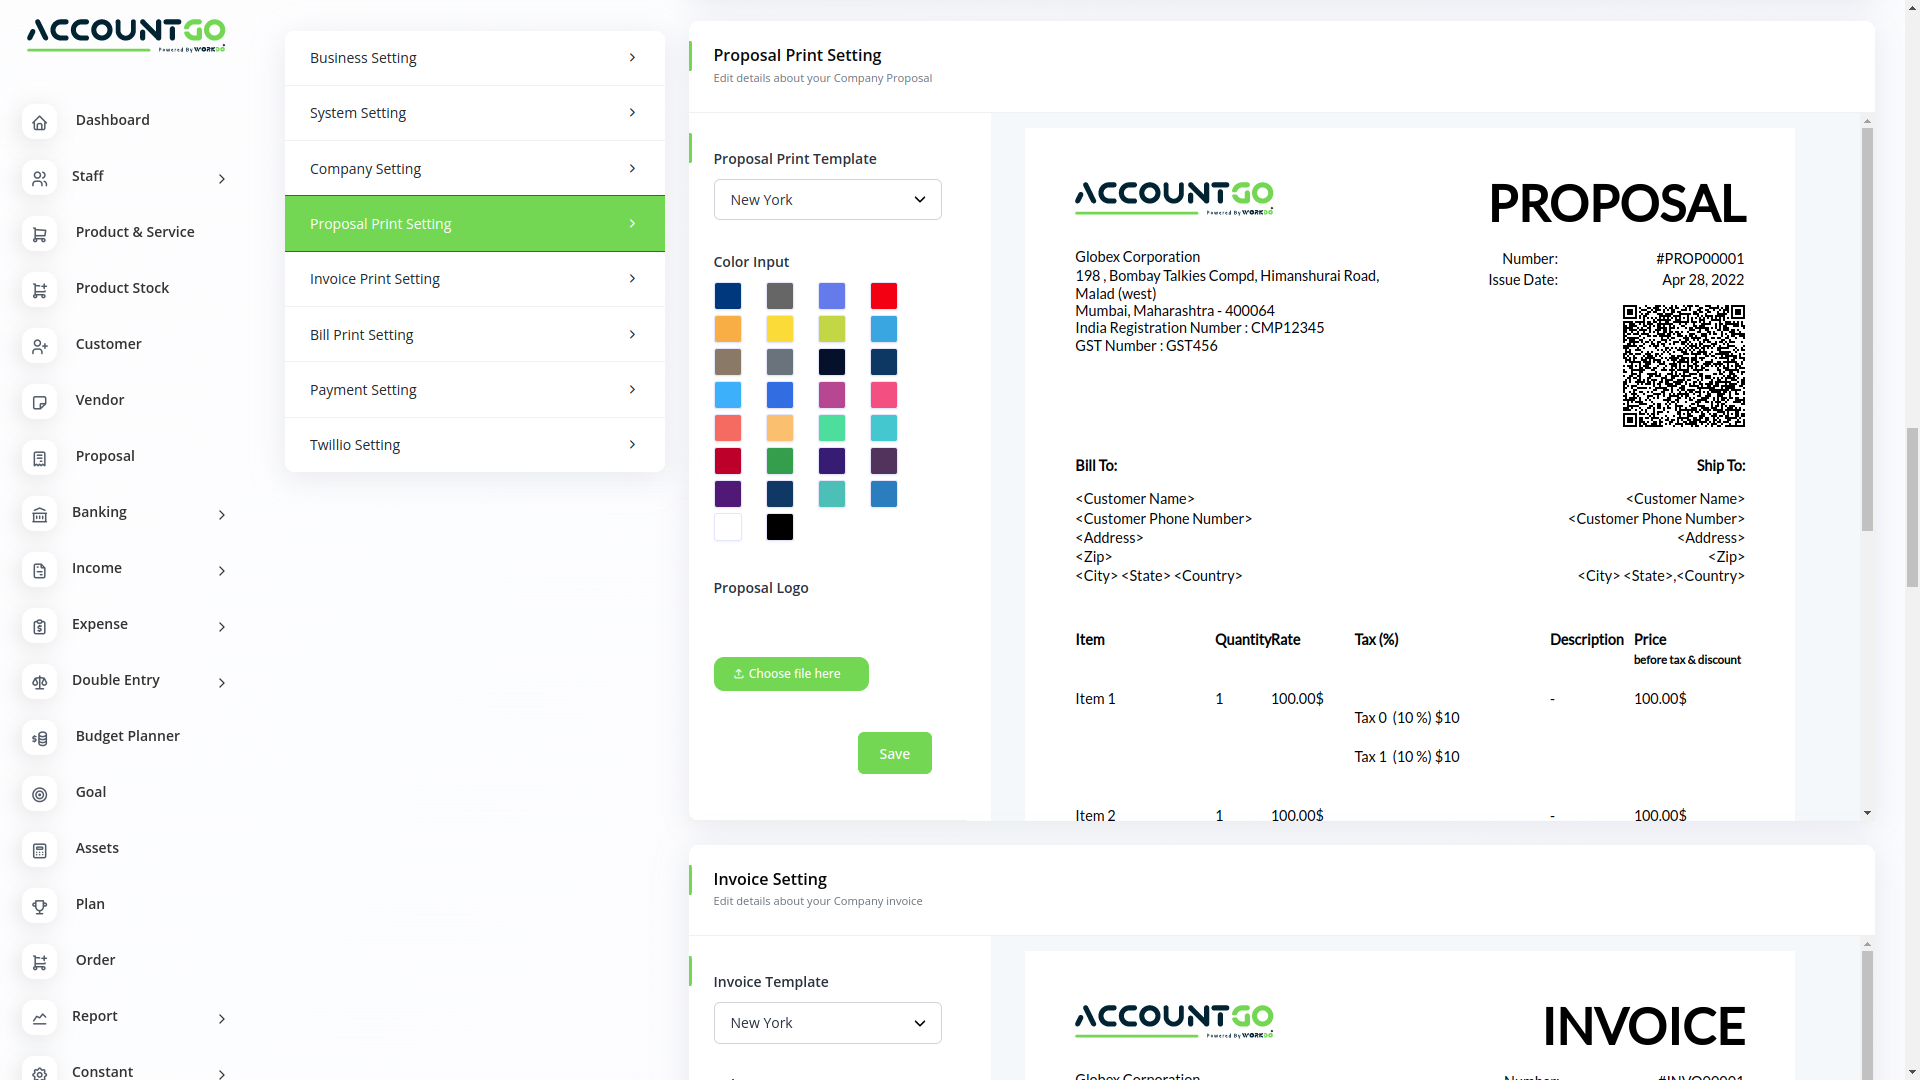 ACCOUNTGO
Powered By WORKDO
Dashboard
Staff
Product & Service
Product Stock
Customer
Vendor
Proposal
Banking
Income
Expense
Double Entry
Budget Planner
Goal
Assets
Plan
Order
Report
Constant
Business Setting
System Setting
Company Setting
Proposal Print Setting
Invoice Print Setting
Bill Print Setting
Payment Setting
Twillio Setting
Proposal Print Setting
Edit details about your Company Proposal
Proposal Print Template
New York
Color Input
Proposal Logo
Choose file here
Save
ACCOUNTGO
Powered By WORKDO
PROPOSAL
Globex Corporation
198 , Bombay Talkies Compd, Himanshurai Road,
Malad (west)
Mumbai, Maharashtra - 400064
India Registration Number : CMP12345
GST Number : GST456
Number: #PROP00001
Issue Date: Apr 28, 2022
Bill To:
<Customer Name>
<Customer Phone Number>
<Address>
<Zip>
<City> <State> <Country>
Ship To:
<Customer Name>
<Customer Phone Number>
<Address>
<Zip>
<City> <State>,<Country>
Item Quantity Rate Tax (%) Description Price
before tax & discount
Item 1 1 100.00$ - 100.00$
Tax 0 (10 %) $10
Tax 1 (10 %) $10
Item 2 1 100.00$ - 100.00$
Invoice Setting
Edit details about your Company invoice
Invoice Template
New York
ACCOUNTGO
Powered By WORKDO
INVOICE
Globex Corporation
Number: #INVO00001